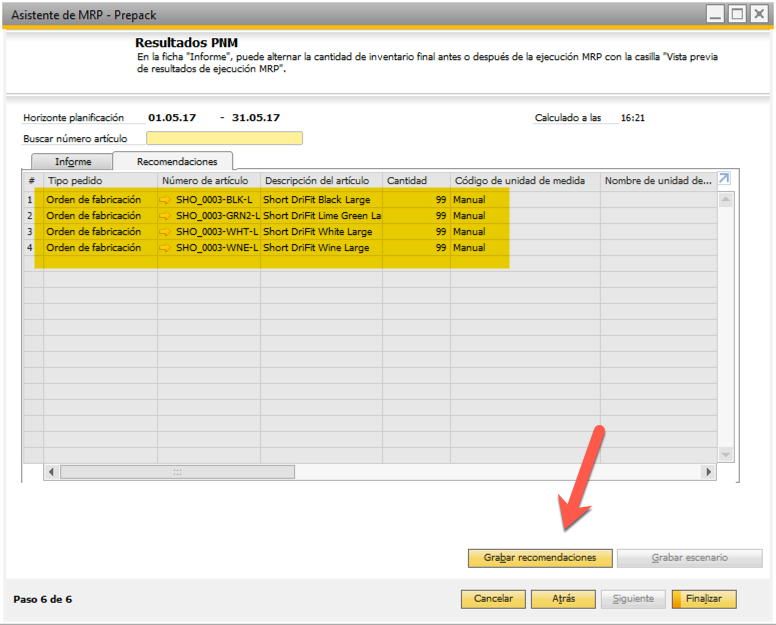 Asistente de MRP - Prepack
Resultados PNM
En la ficha "Informe", puede alternar la cantidad de inventario final antes o después de la ejecución MRP con la casilla "Vista previa
de resultados de ejecución MRP".
Horizonte planificación 01.05.17 - 31.05.17 Calculado a las 16:21
Buscar número artículo
Informe Recomendaciones
# Tipo pedido Número de artículo Descripción del artículo Cantidad Código de unidad de medida Nombre de unidad de...
1 Orden de fabricación SHO_0003-BLK-L Short DriFit Black Large 99 Manual
2 Orden de fabricación SHO_0003-GRN2-L Short DriFit Lime Green La 99 Manual
3 Orden de fabricación SHO_0003-WHT-L Short DriFit White Large 99 Manual
4 Orden de fabricación SHO_0003-WNE-L Short DriFit Wine Large 99 Manual
Grabar recomendaciones Grabar escenario
Paso 6 de 6 Cancelar Atrás Siguiente Finalizar